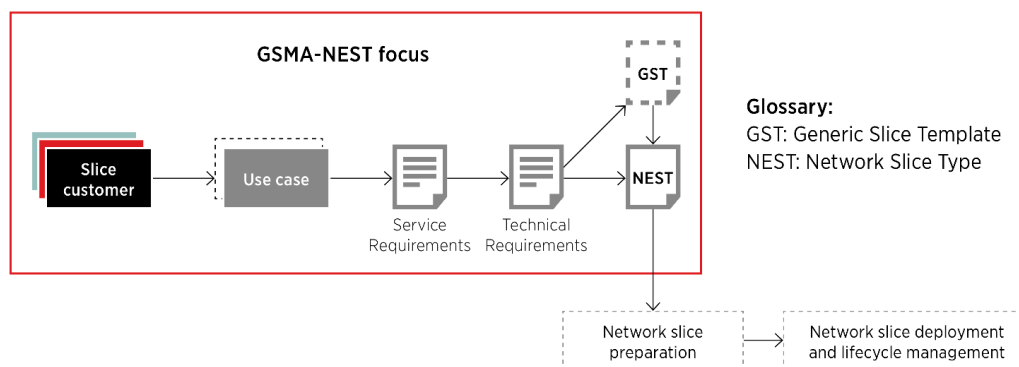 GSMA-NEST focus
GST
Slice
customer
Use case
NEST
Service
Requirements
Technical
Requirements
Glossary:
GST: Generic Slice Template
NEST: Network Slice Type
Network slice
preparation
Network slice deployment
and lifecycle management